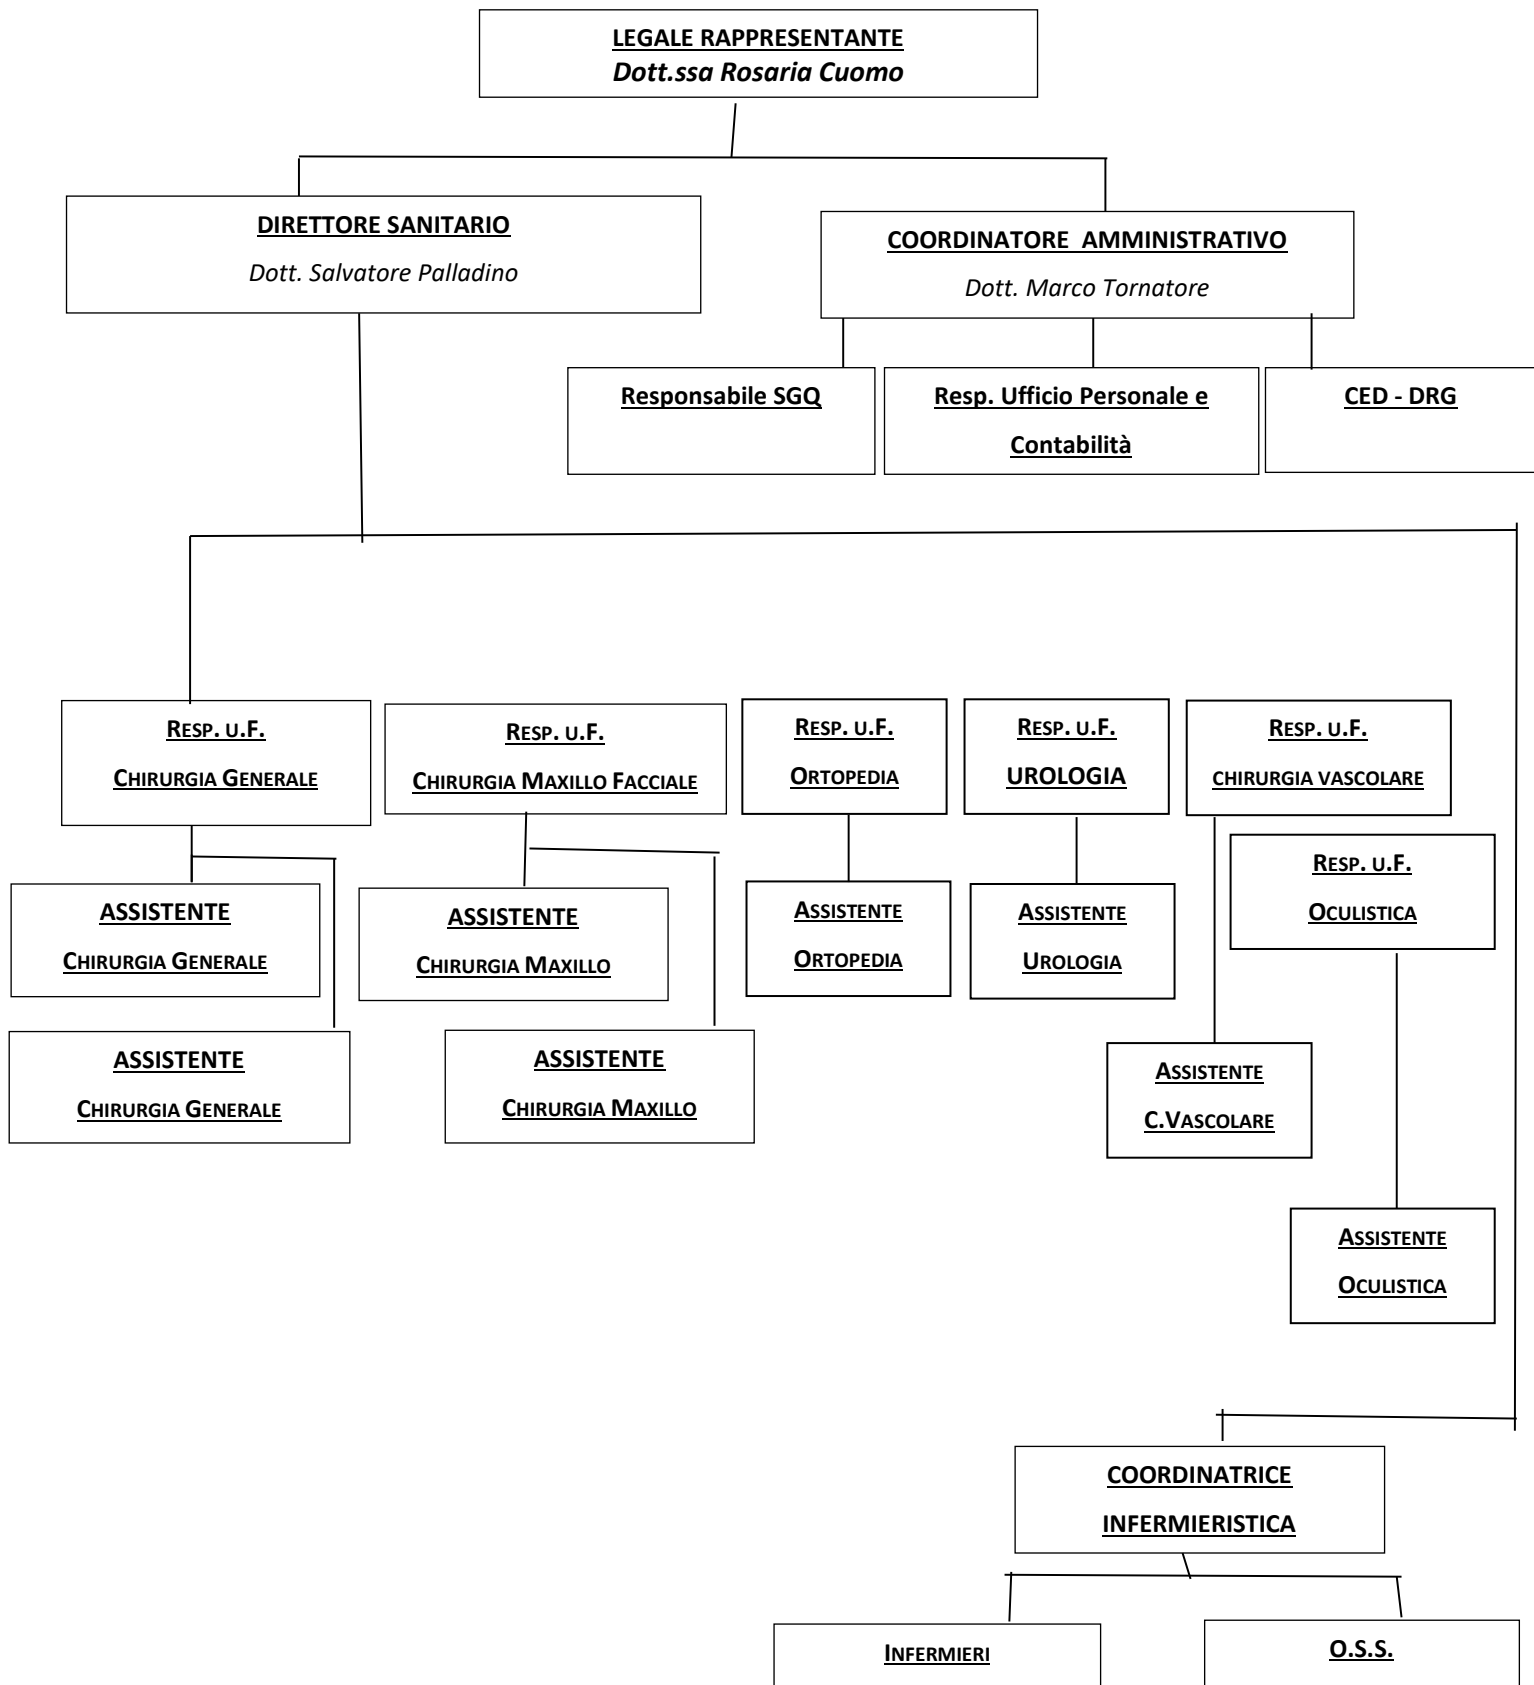 LEGALE RAPPRESENTANTE
Dott.ssa Rosaria Cuomo
DIRETTORE SANITARIO
Dott. Salvatore Palladino
COORDINATORE AMMINISTRATIVO
Dott. Marco Tornatore
Responsabile SGQ
Resp. Ufficio Personale e
Contabilità
CED - DRG
RESP. U.F.
CHIRURGIA GENERALE
RESP. U.F.
CHIRURGIA MAXILLO FACCIALE
RESP. U.F.
ORTOPEDIA
RESP. U.F.
UROLOGIA
RESP. U.F.
CHIRURGIA VASCOLARE
RESP. U.F.
OCULISTICA
ASSISTENTE
CHIRURGIA GENERALE
ASSISTENTE
CHIRURGIA MAXILLO
ASSISTENTE
ORTOPEDIA
ASSISTENTE
UROLOGIA
ASSISTENTE
CHIRURGIA GENERALE
ASSISTENTE
CHIRURGIA MAXILLO
ASSISTENTE
C.VASCOLARE
ASSISTENTE
OCULISTICA
COORDINATRICE
INFERMIERISTICA
INFERMIERI
O.S.S.